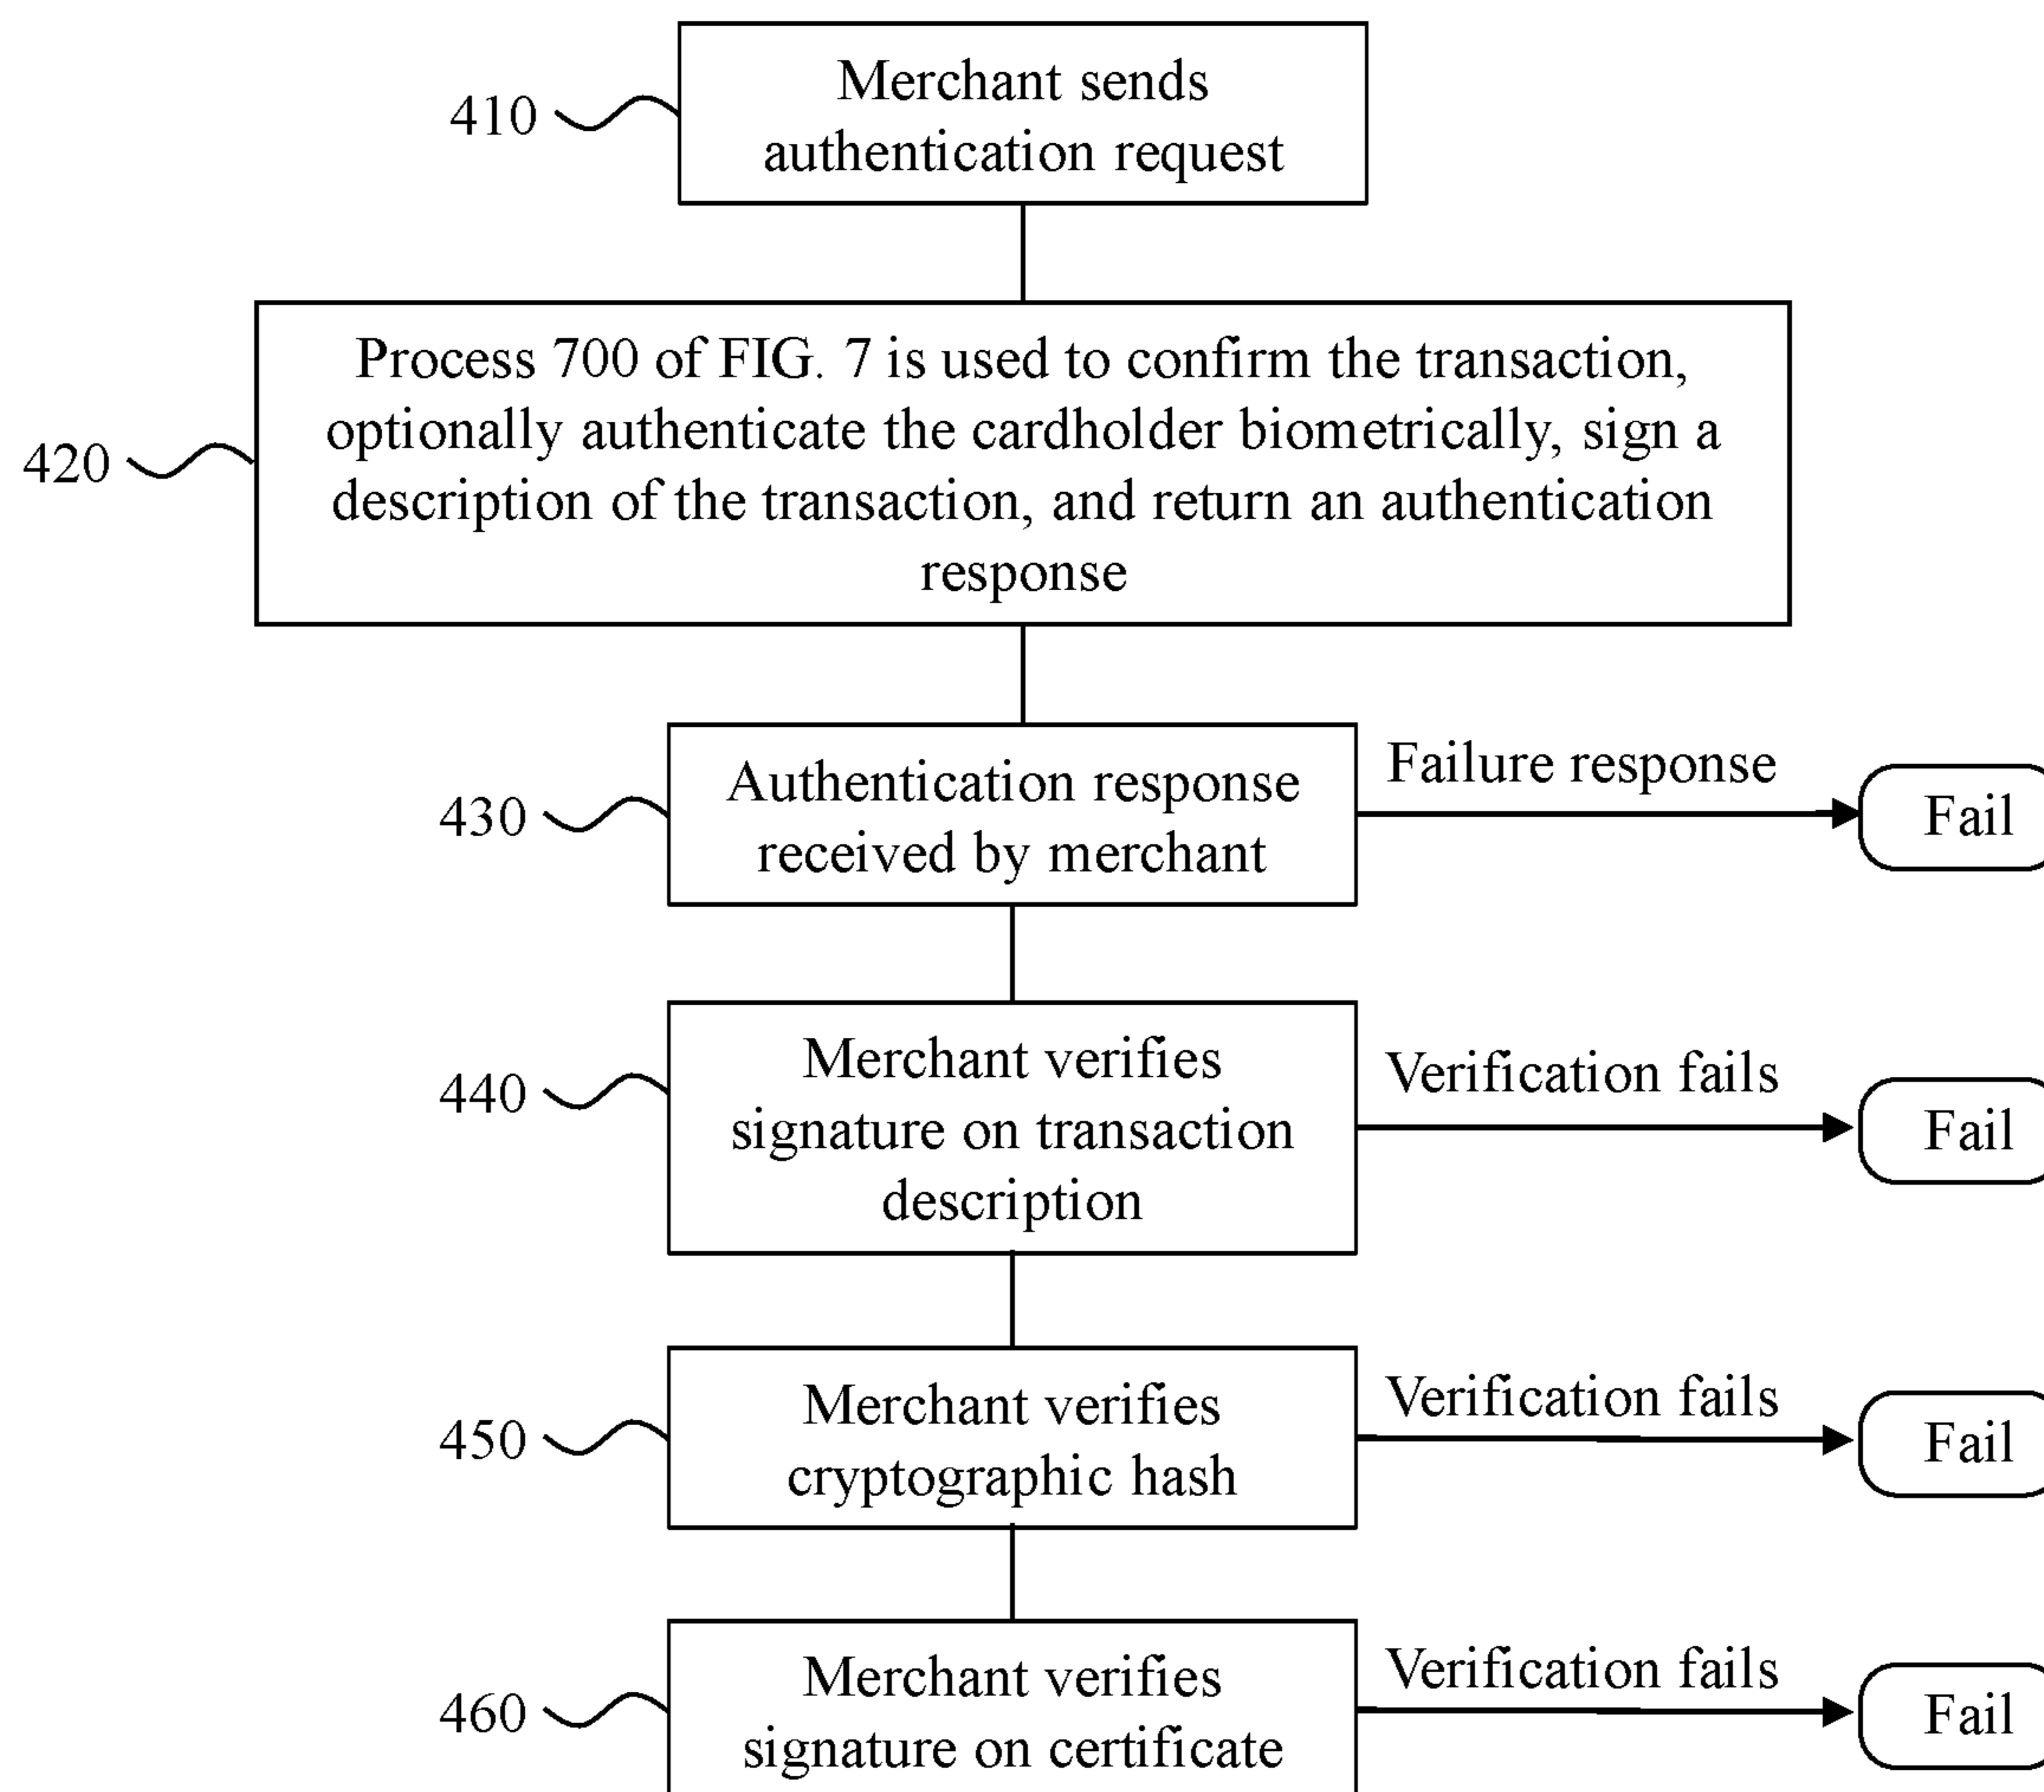 410
Merchant sends
authentication request
420
Process 700 of FIG. 7 is used to confirm the transaction,
optionally authenticate the cardholder biometrically, sign a
description of the transaction, and return an authentication
response
430
Authentication response
received by merchant
Failure response
Fail
440
Merchant verifies
signature on transaction
description
Verification fails
Fail
450
Merchant verifies
cryptographic hash
Verification fails
Fail
460
Merchant verifies
signature on certificate
Verification fails
Fail